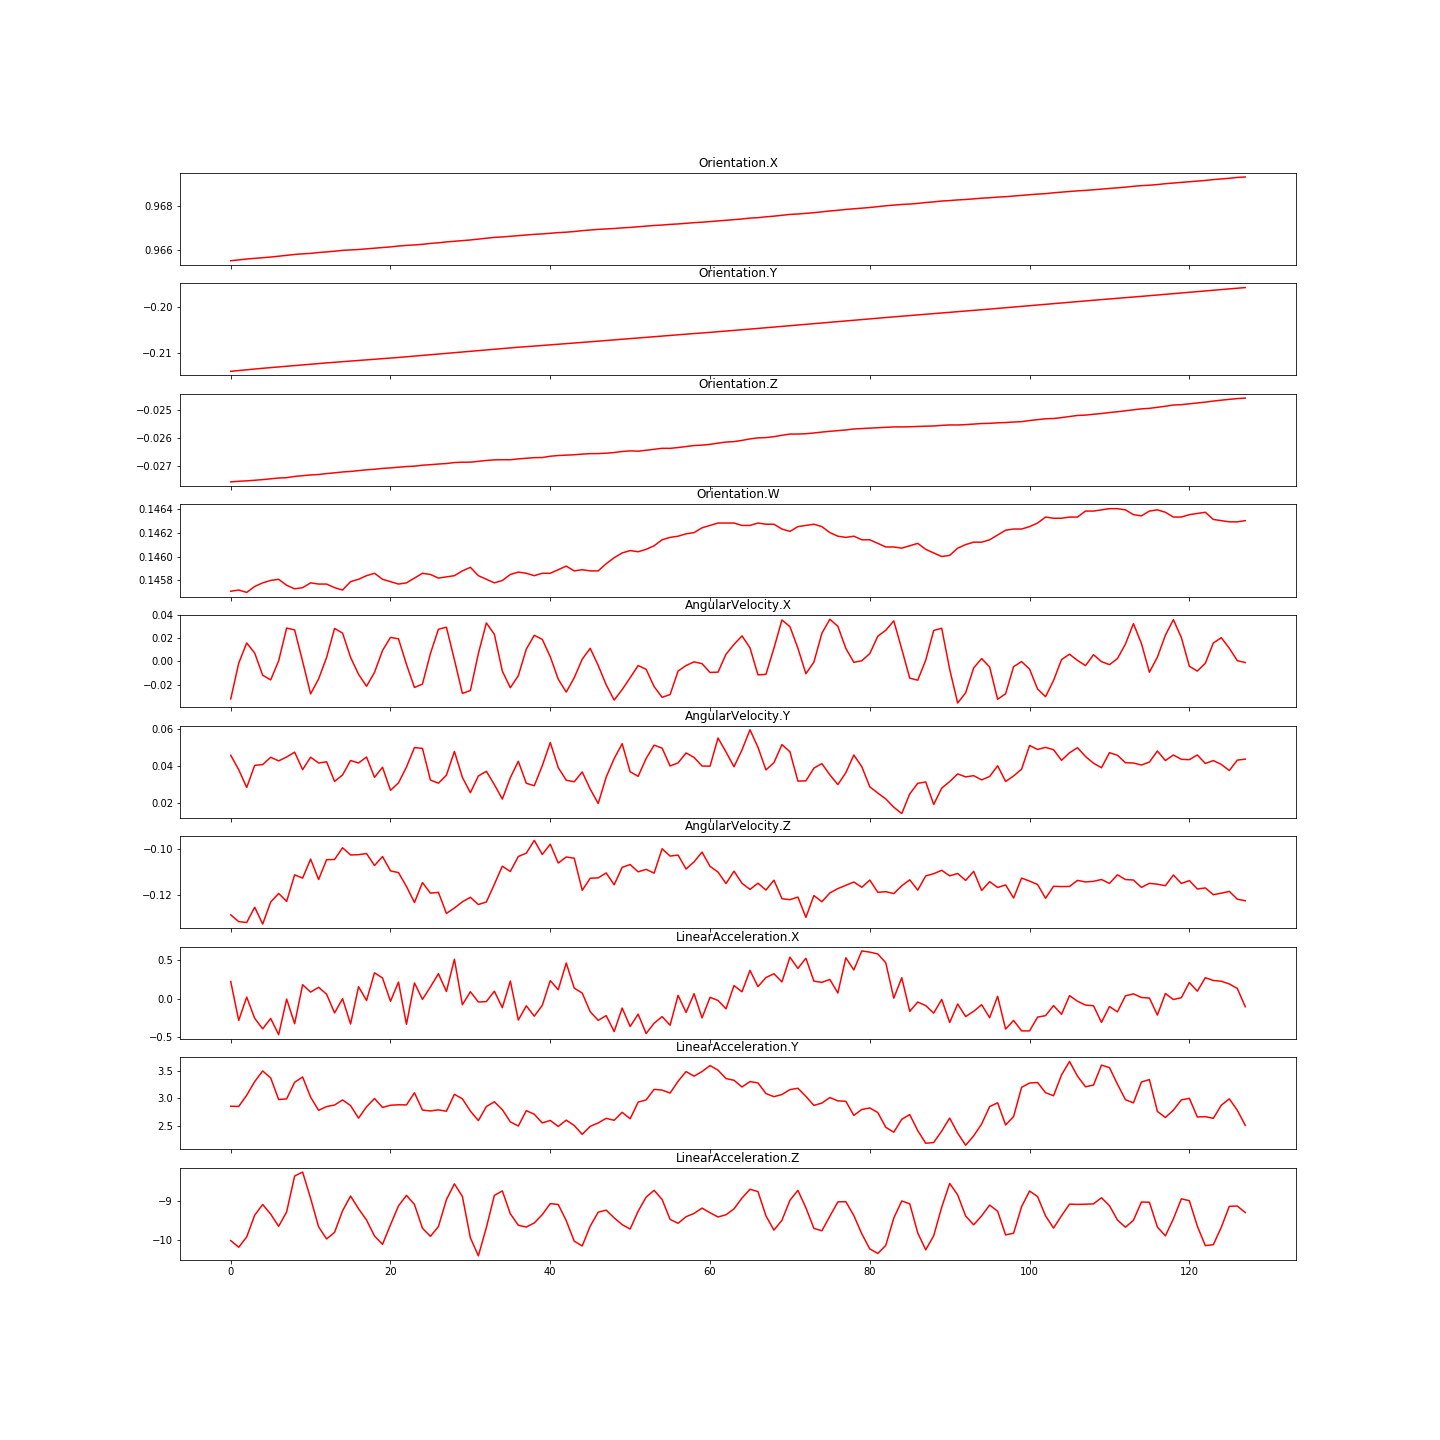 Orientation.X
0.968
0.966
Orientation.Y
−0.20
−0.21
Orientation.Z
−0.025
−0.026
−0.027
Orientation.W
0.1464
0.1462
0.1460
0.1458
AngularVelocity.X
0.04
0.02
0.00
−0.02
AngularVelocity.Y
0.06
0.04
0.02
AngularVelocity.Z
−0.10
−0.12
LinearAcceleration.X
0.5
0.0
−0.5
LinearAcceleration.Y
3.5
3.0
2.5
LinearAcceleration.Z
−9
−10
0 20 40 60 80 100 120